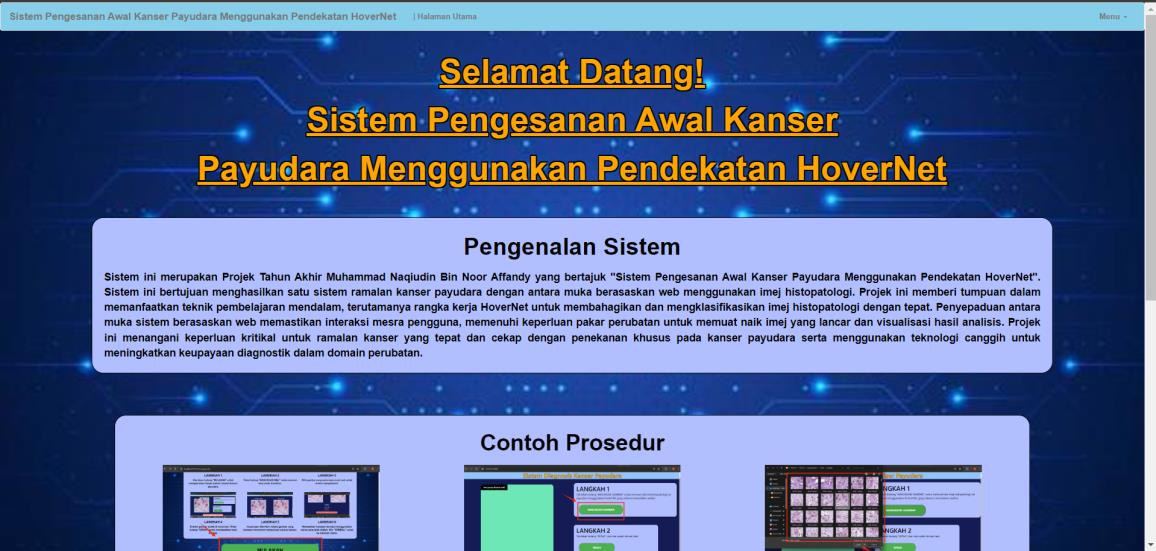 Sistem Pengesanan Awal Kanser Payudara Menggunakan Pendekatan HoverNet | Halaman Utama Menu
Selamat Datang!
Sistem Pengesanan Awal Kanser
Payudara Menggunakan Pendekatan HoverNet
Pengenalan Sistem
Sistem ini merupakan Projek Tahun Akhir Muhammad Naqiudin Bin Noor Affandy yang bertajuk "Sistem Pengesanan Awal Kanser Payudara Menggunakan Pendekatan HoverNet".
Sistem ini bertujuan menghasilkan satu sistem ramalan kanser payudara dengan antara muka berasaskan web menggunakan imej histopatologi. Projek ini memberi tumpuan dalam
memanfaatkan teknik pembelajaran mendalam, terutamanya rangka kerja HoverNet untuk membahagikan dan mengklasifikasikan imej histopatologi dengan tepat. Penyepaduan antara
muka sistem berasaskan web memastikan interaksi mesra pengguna, memenuhi keperluan pakar perubatan untuk memuat naik imej yang lancar dan visualisasi hasil analisis. Projek
ini menangani keperluan kritikal untuk ramalan kanser yang tepat dan cekap dengan penekanan khusus pada kanser payudara serta menggunakan teknologi canggih untuk
meningkatkan keupayaan diagnostik dalam domain perubatan.
Contoh Prosedur
LANGKAH 1 LANGKAH 2 LANGKAH 3
LANGKAH 4 LANGKAH 5 LANGKAH 6
Sistem Diagnosis Kanser Payudara
LANGKAH 1
LANGKAH 2
Kanser Payudara
NGKAH 1
NGKAH 2